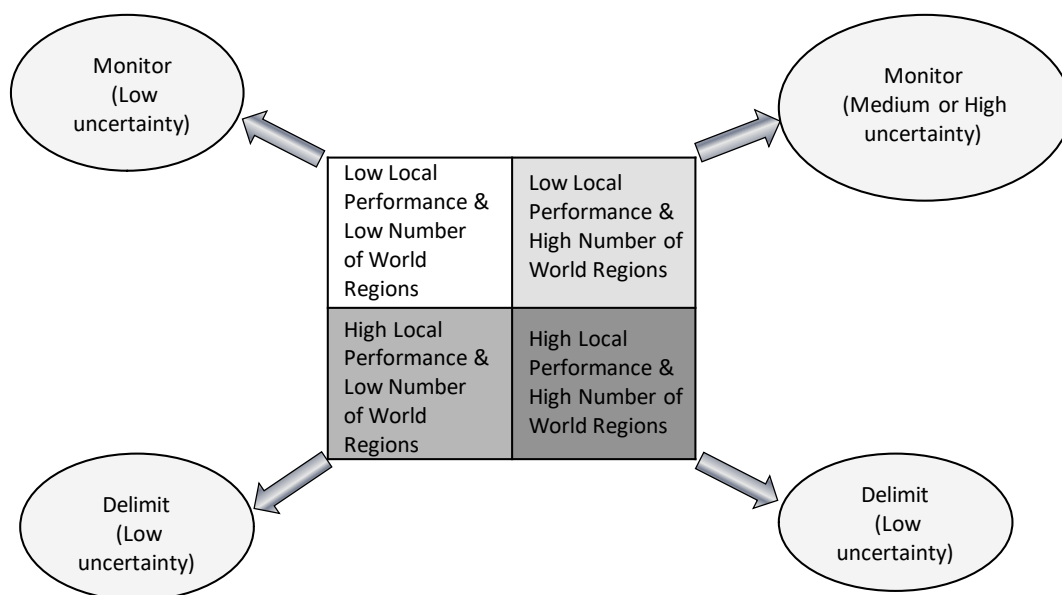 Monitor
(Low
uncertainty)
Monitor
(Medium or High
uncertainty)
Low Local
Performance &
Low Number
of World
Regions
Low Local
Performance &
High Number of
World Regions
High Local
Performance &
Low Number
of World
Regions
High Local
Performance &
High Number of
World Regions
Delimit
(Low
uncertainty)
Delimit
(Low
uncertainty)